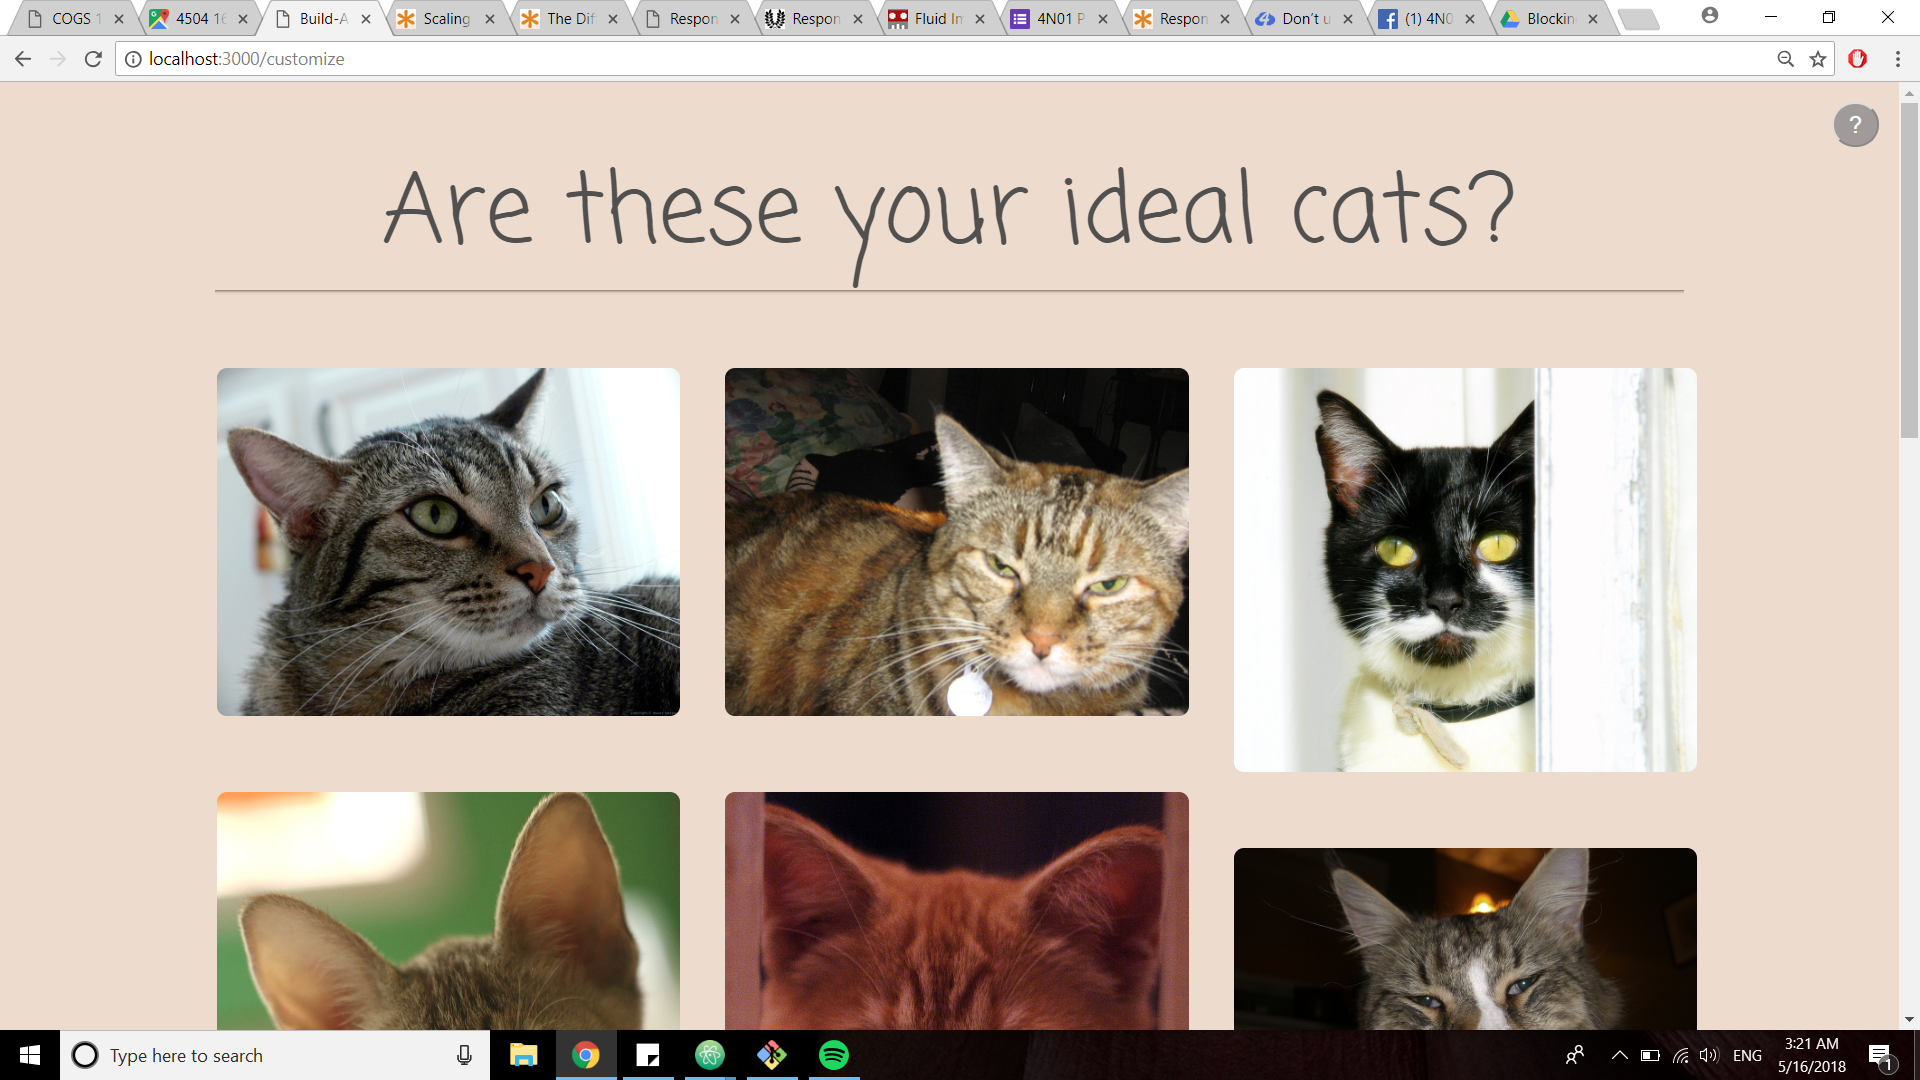 COGS 1
4504 16
Build-A
Scaling
The Dif
Respon
Respon
Fluid In
4N01 P
Respon
Don't u
(1) 4N0
Blockin
localhost:3000/customize
?
Are these your ideal cats?
Type here to search
ENG
3:21 AM
5/16/2018
1